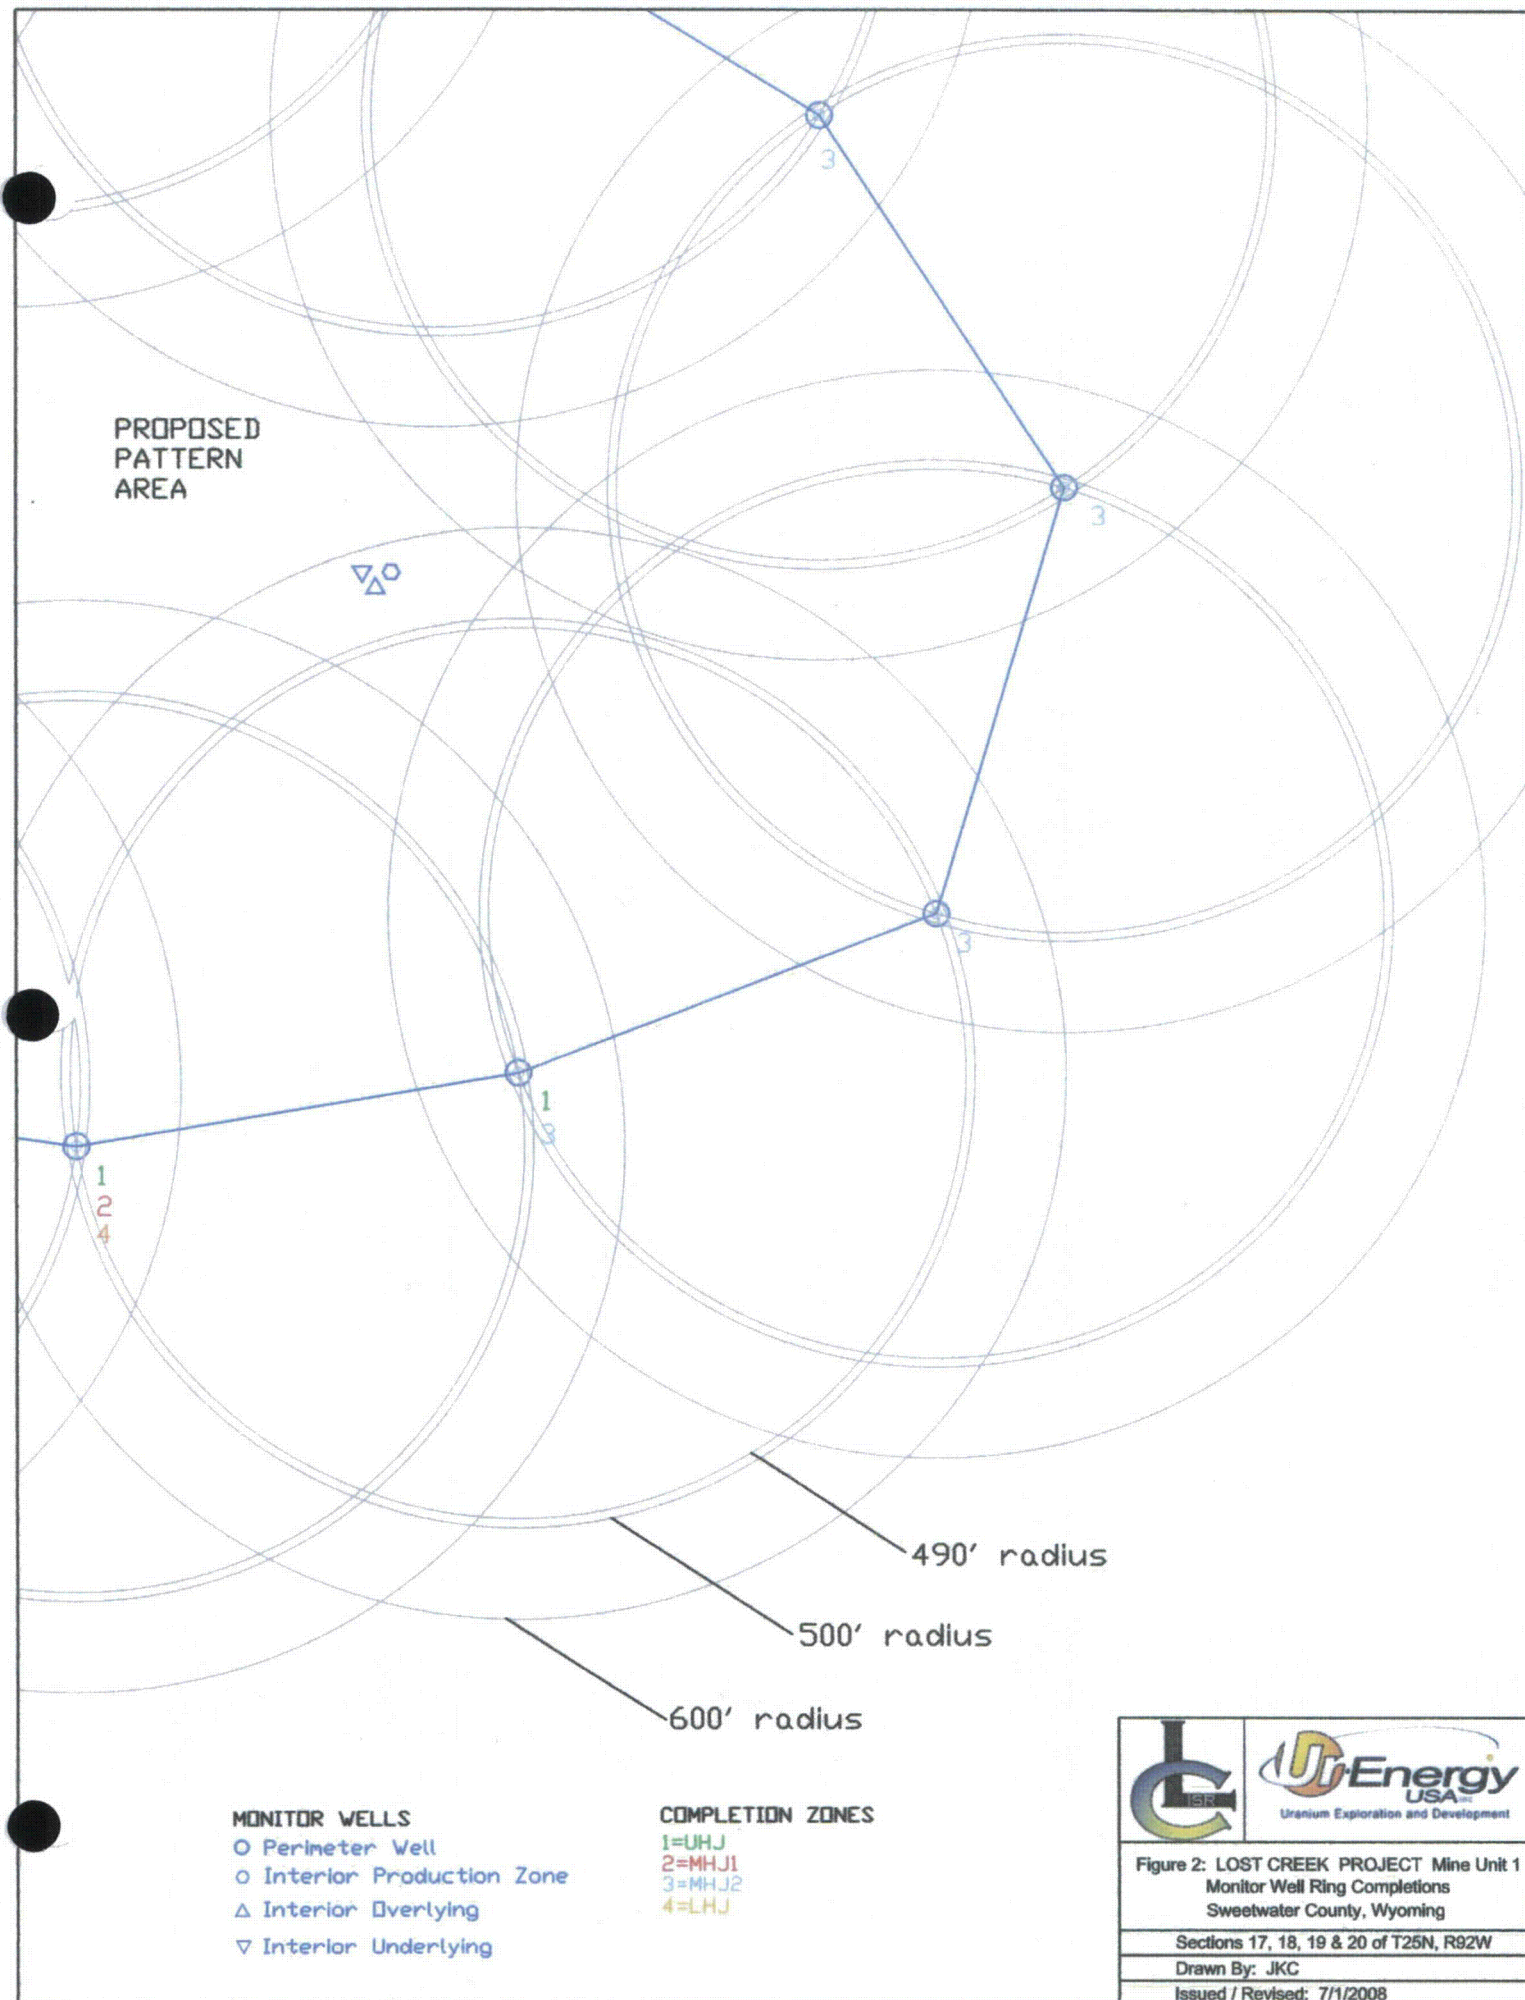 3
PROPOSED
PATTERN
AREA
3
3
1
3
1
2
4
490' radius
500' radius
600' radius
MONITOR WELLS
Perimeter Well
Interior Production Zone
Interior Overlying
Interior Underlying
COMPLETION ZONES
1=UHJ
2=MHJ1
3=MHJ2
4=LHJ
LC ISR
Ur-Energy
USA INC
Uranium Exploration and Development
Figure 2: LOST CREEK PROJECT Mine Unit 1
Monitor Well Ring Completions
Sweetwater County, Wyoming
Sections 17, 18, 19 & 20 of T25N, R92W
Drawn By: JKC
Issued / Revised: 7/1/2008